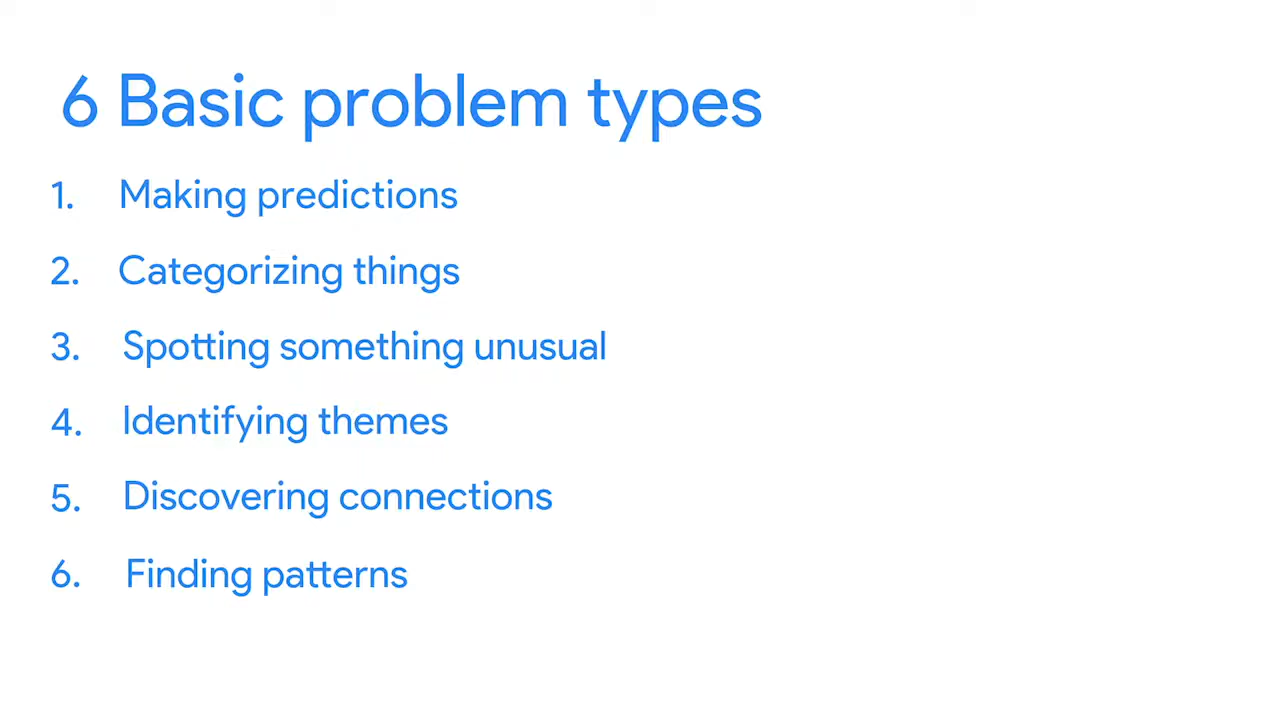 6 Basic problem types
1. Making predictions
2. Categorizing things
3. Spotting something unusual
4. Identifying themes
5. Discovering connections
6. Finding patterns